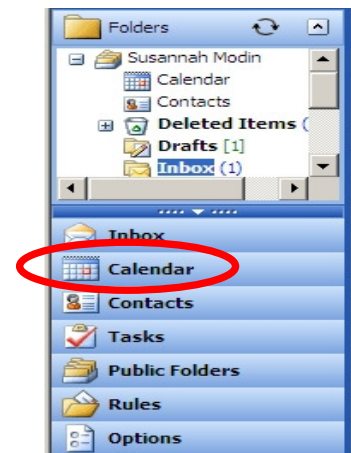 Folders
Susannah Modin
Calendar
Contacts
Deleted Items (
Drafts [1]
Inbox (1)
Inbox
Calendar
Contacts
Tasks
Public Folders
Rules
Options